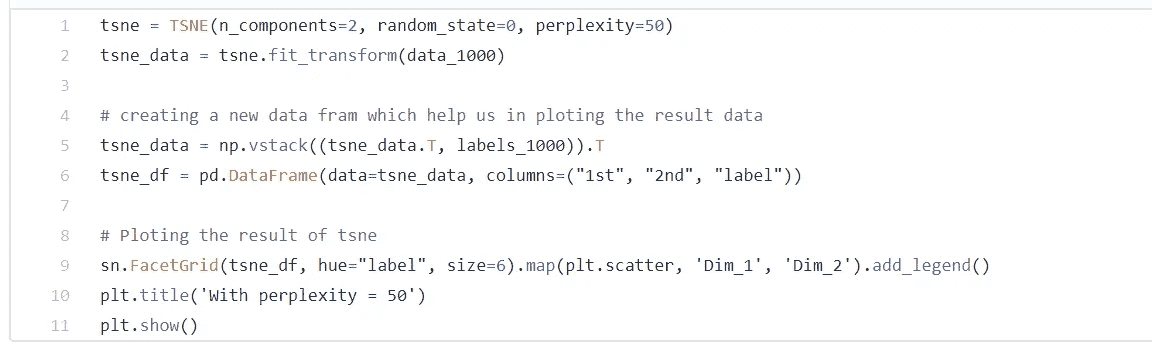 1 tsne = TSNE(n_components=2, random_state=0, perplexity=50)
2 tsne_data = tsne.fit_transform(data_1000)
3
4 # creating a new data fram which help us in ploting the result data
5 tsne_data = np.vstack((tsne_data.T, labels_1000)).T
6 tsne_df = pd.DataFrame(data=tsne_data, columns=("1st", "2nd", "label"))
7
8 # Ploting the result of tsne
9 sn.FacetGrid(tsne_df, hue="label", size=6).map(plt.scatter, 'Dim_1', 'Dim_2').add_legend()
10 plt.title('With perplexity = 50')
11 plt.show()